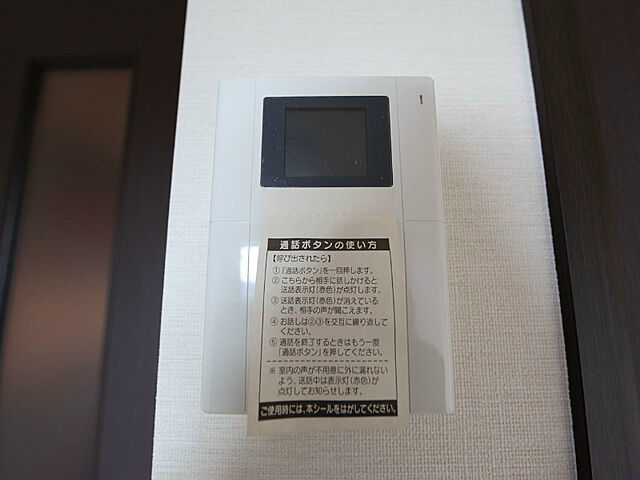 通話ボタンの使い方
【呼び出されたら】
①「通話ボタン」を一回押します。
② こちらから相手に話しかけると
送話表示灯(赤色)が点灯します。
③ 送話表示灯(赤色)が消えている
とき、相手の声が聞こえます。
④ お話しは②③を交互に繰り返して
ください。
⑤ 通話を終了するときはもう一度
「通話ボタン」を押してください。
※ 室内の声が不用意に外に漏れない
よう、送話中は表示灯(赤色)が
点灯してお知らせします。
ご使用時には、本シールをはがしてください。